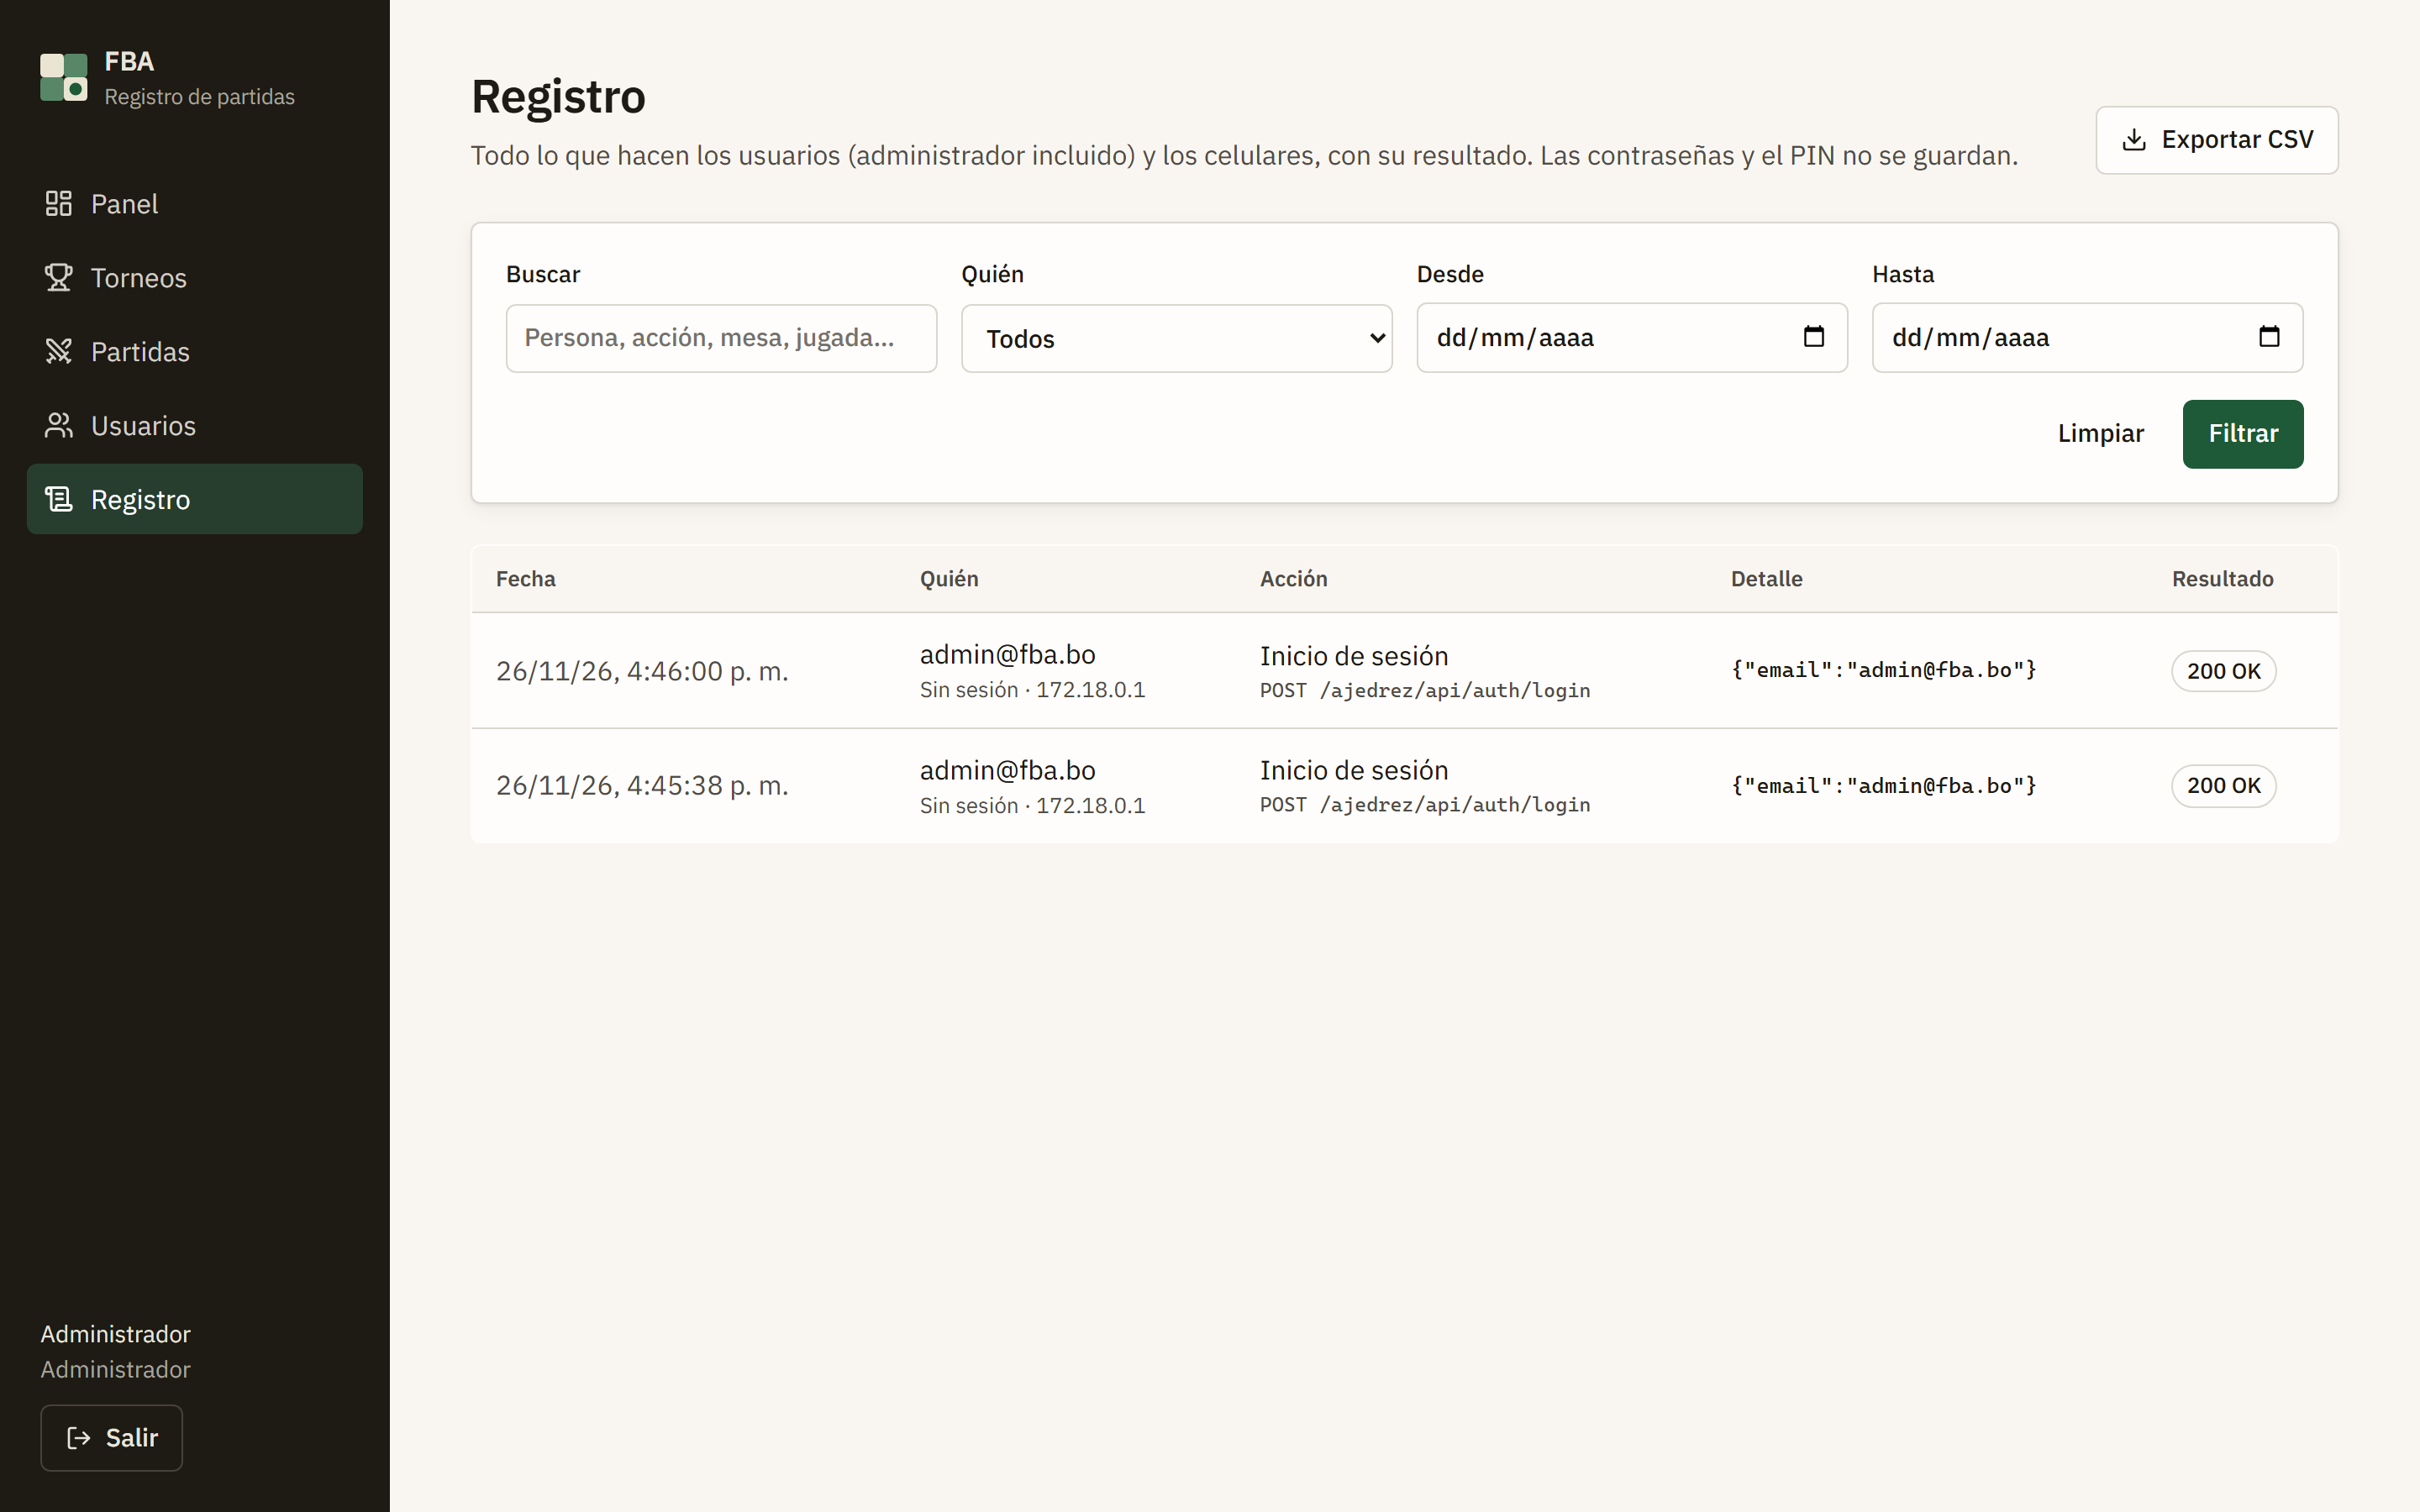 FBA
Registro de partidas
Panel
Torneos
Partidas
Usuarios
Registro
Administrador
Administrador
Salir
Registro
Todo lo que hacen los usuarios (administrador incluido) y los celulares, con su resultado. Las contraseñas y el PIN no se guardan.
Exportar CSV
Buscar Quién Desde Hasta
Persona, acción, mesa, jugada... Todos dd/mm/aaaa dd/mm/aaaa
Limpiar Filtrar
Fecha Quién Acción Detalle Resultado
26/11/26, 4:46:00 p. m. admin@fba.bo Inicio de sesión {"email":"admin@fba.bo"} 200 OK
Sin sesión · 172.18.0.1 POST /ajedrez/api/auth/login
26/11/26, 4:45:38 p. m. admin@fba.bo Inicio de sesión {"email":"admin@fba.bo"} 200 OK
Sin sesión · 172.18.0.1 POST /ajedrez/api/auth/login